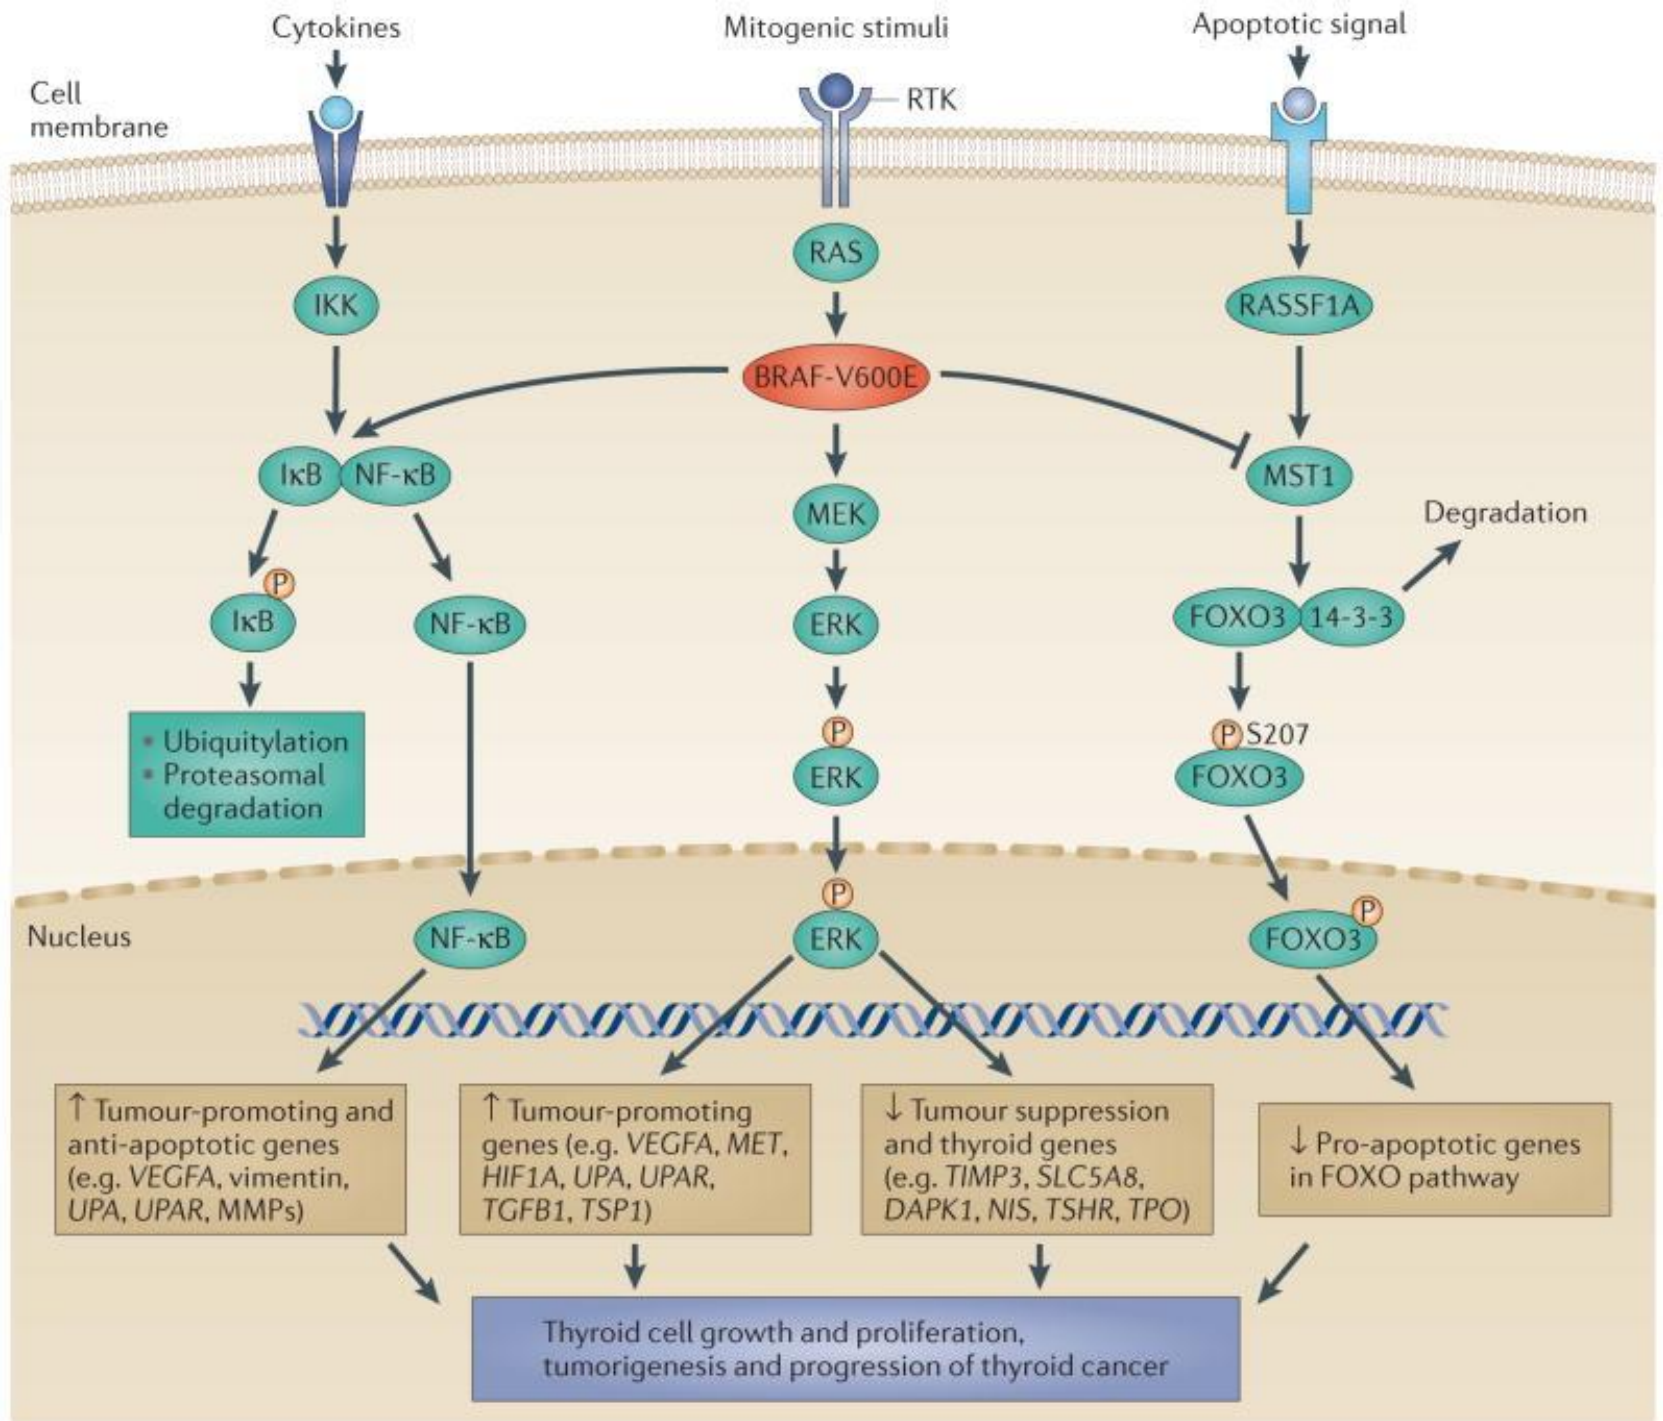 Cytokines
Mitogenic stimuli
Apoptotic signal
Cell
membrane
RTK
RAS
IKK
RASSF1A
BRAF-V600E
IκB
NF-κB
MST1
MEK
Degradation
P
IκB
NF-κB
ERK
FOXO3
14-3-3
• Ubiquitylation
• Proteasomal
degradation
P
ERK
P S207
FOXO3
Nucleus
NF-κB
P
ERK
P
FOXO3
↑ Tumour-promoting and
anti-apoptotic genes
(e.g. VEGFA, vimentin,
UPA, UPAR, MMPs)
↑ Tumour-promoting
genes (e.g. VEGFA, MET,
HIF1A, UPA, UPAR,
TGFB1, TSP1)
↓ Tumour suppression
and thyroid genes
(e.g. TIMP3, SLC5A8,
DAPK1, NIS, TSHR, TPO)
↓ Pro-apoptotic genes
in FOXO pathway
Thyroid cell growth and proliferation,
tumorigenesis and progression of thyroid cancer